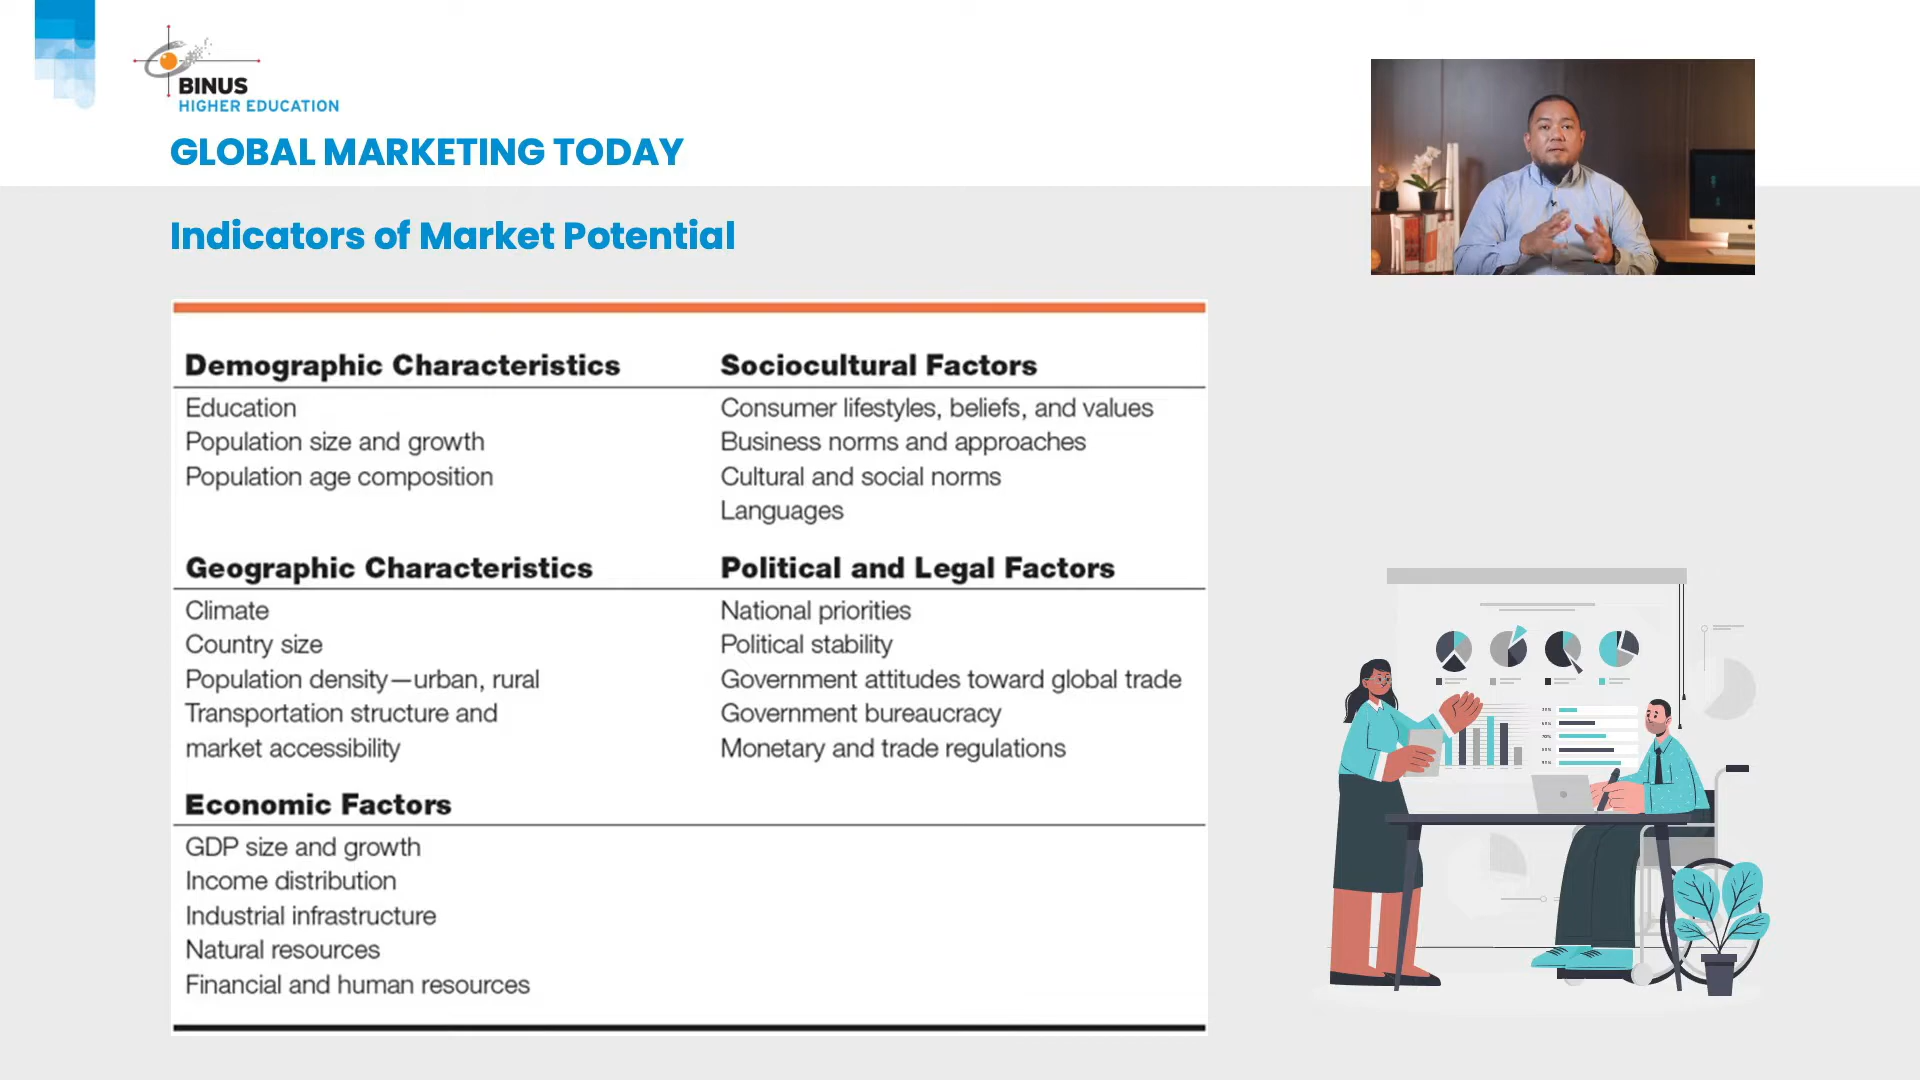 BINUS
HIGHER EDUCATION
GLOBAL MARKETING TODAY
Indicators of Market Potential
Demographic Characteristics
Education
Population size and growth
Population age composition
Sociocultural Factors
Consumer lifestyles, beliefs, and values
Business norms and approaches
Cultural and social norms
Languages
Geographic Characteristics
Climate
Country size
Population density—urban, rural
Transportation structure and
market accessibility
Political and Legal Factors
National priorities
Political stability
Government attitudes toward global trade
Government bureaucracy
Monetary and trade regulations
Economic Factors
GDP size and growth
Income distribution
Industrial infrastructure
Natural resources
Financial and human resources